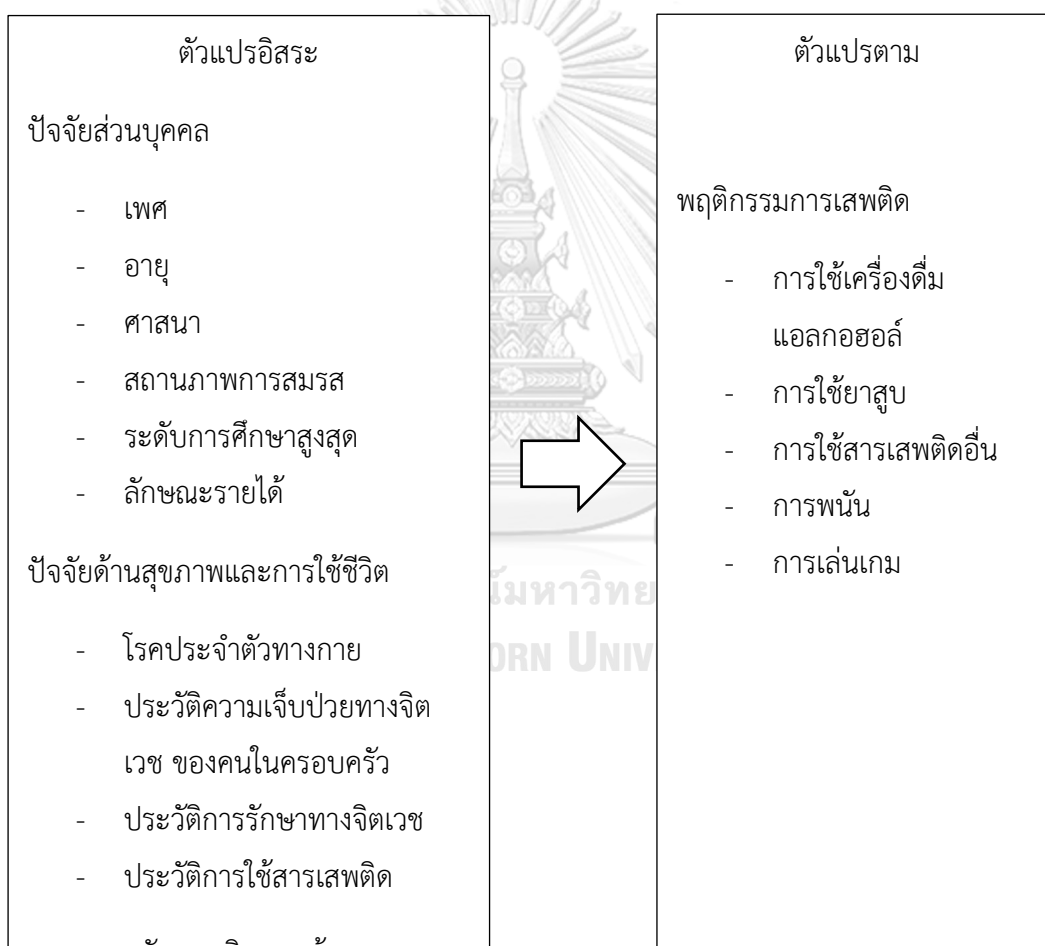 ตัวแปรอิสระ
ปัจจัยส่วนบุคคล
- เพศ
- อายุ
- ศาสนา
- สถานภาพการสมรส
- ระดับการศึกษาสูงสุด
- ลักษณะรายได้
ปัจจัยด้านสุขภาพและการใช้ชีวิต
- โรคประจำตัวทางกาย
- ประวัติความเจ็บป่วยทางจิต
เวช ของคนในครอบครัว
- ประวัติการรักษาทางจิตเวช
- ประวัติการใช้สารเสพติด
ตัวแปรตาม
พฤติกรรมการเสพติด
- การใช้เครื่องดื่ม
แอลกอฮอล์
- การใช้ยาสูบ
- การใช้สารเสพติดอื่น
- การพนัน
- การเล่นเกม
มหาวิทย
ORN UNIV